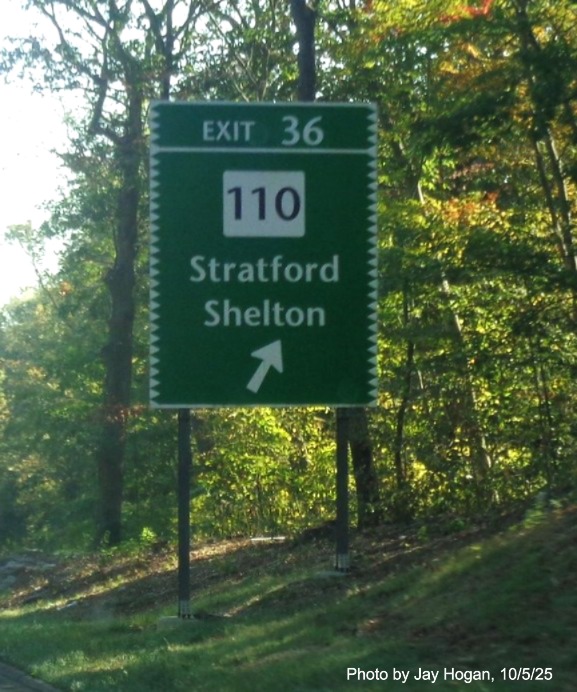 EXIT 36
110
Stratford
Shelton
Photo by Jay Hogan, 10/5/25